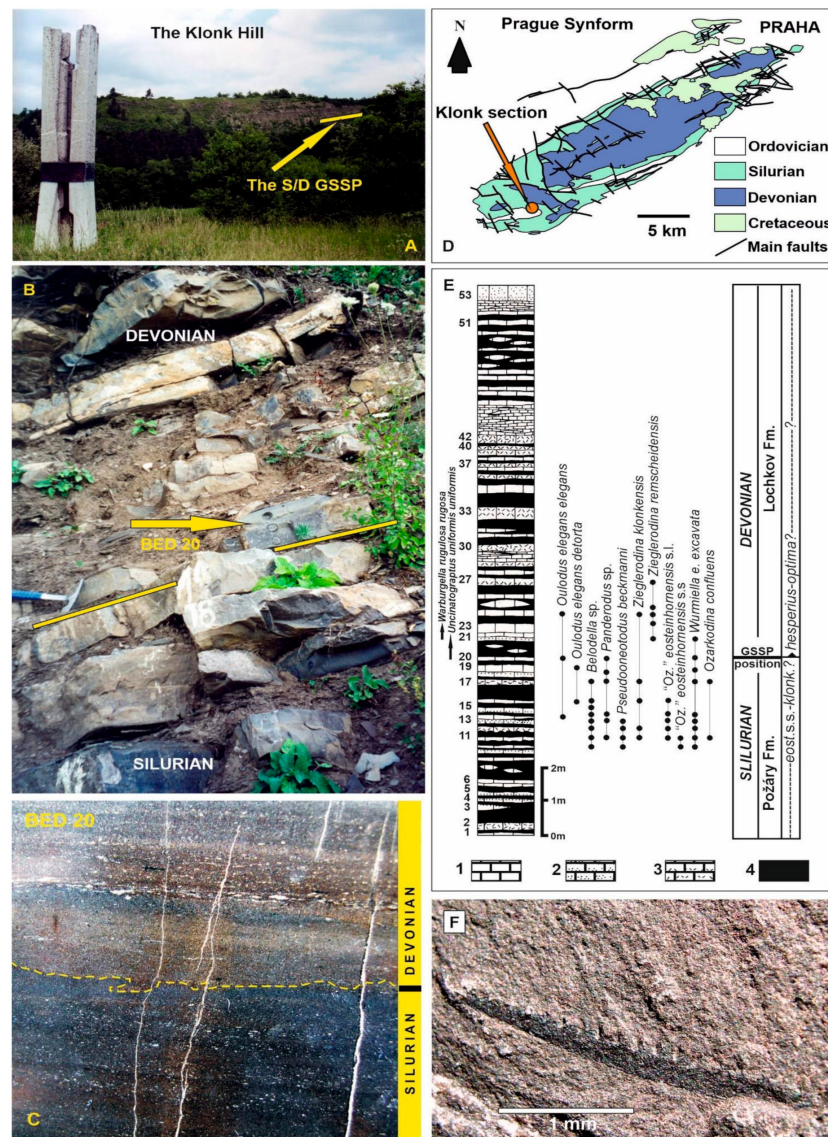 The Klonk Hill
The S/D GSSP
A
N
Prague Synform
PRAHA
Klonk section
Ordovician
Silurian
Devonian
Cretaceous
Main faults
5 km
D
B
DEVONIAN
BED 20
18
SILURIAN
E
53
51
42
40
37
33
30
27
23
21
20
19
17
15
13
11
6
5
4
3
2
1
Warburgella rugulosa rugosa
Uncinatograptus uniformis uniformis
Oulodus elegans elegans
Oulodus elegans detorta
Belodella sp.
Panderodus sp.
Pseudooneotodus beckmanni
Zieglerodina klonkensis
Zieglerodina remscheidensis
"Oz." eosteinhornensis s.l.
"Oz." eosteinhornensis s.s
Wurmiella e. excavata
Ozarkodina confluens
2m
1m
0m
DEVONIAN
GSSP
position
SLILURIAN
Lochkov Fm.
Požáry Fm.
?
hesperius-optima?
eost.s.s.-klonk.?
1
2
3
4
BED 20
DEVONIAN
SILURIAN
C
F
1 mm